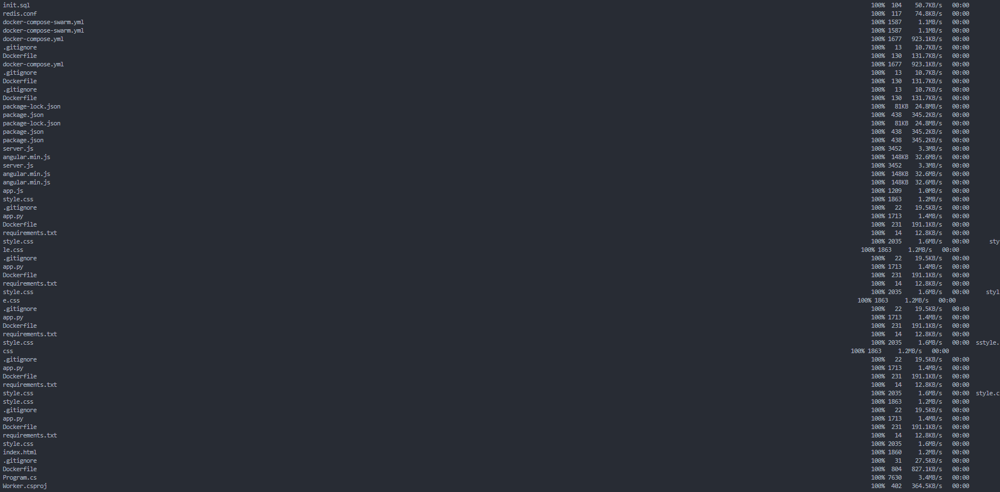 init.sql 100% 104 50.7KB/s 00:00
redis.conf 100% 117 74.8KB/s 00:00
docker-compose-swarm.yml 100% 1587 1.1MB/s 00:00
docker-compose-swarm.yml 100% 1587 1.1MB/s 00:00
docker-compose.yml 100% 1677 923.1KB/s 00:00
.gitignore 100% 13 10.7KB/s 00:00
Dockerfile 100% 130 131.7KB/s 00:00
docker-compose.yml 100% 1677 923.1KB/s 00:00
.gitignore 100% 13 10.7KB/s 00:00
Dockerfile 100% 130 131.7KB/s 00:00
.gitignore 100% 13 10.7KB/s 00:00
Dockerfile 100% 130 131.7KB/s 00:00
package-lock.json 100% 81KB 24.8MB/s 00:00
package.json 100% 438 345.2KB/s 00:00
package-lock.json 100% 81KB 24.8MB/s 00:00
package.json 100% 438 345.2KB/s 00:00
package.json 100% 438 345.2KB/s 00:00
server.js 100% 3452 3.3MB/s 00:00
angular.min.js 100% 148KB 32.6MB/s 00:00
server.js 100% 3452 3.3MB/s 00:00
angular.min.js 100% 148KB 32.6MB/s 00:00
angular.min.js 100% 148KB 32.6MB/s 00:00
app.js 100% 1209 1.0MB/s 00:00
style.css 100% 1863 1.2MB/s 00:00
.gitignore 100% 22 19.5KB/s 00:00
app.py 100% 1713 1.4MB/s 00:00
Dockerfile 100% 231 191.1KB/s 00:00
requirements.txt 100% 14 12.8KB/s 00:00
style.css 100% 2035 1.6MB/s 00:00 sty
le.css 100% 1863 1.2MB/s 00:00
.gitignore 100% 22 19.5KB/s 00:00
app.py 100% 1713 1.4MB/s 00:00
Dockerfile 100% 231 191.1KB/s 00:00
requirements.txt 100% 14 12.8KB/s 00:00
style.css 100% 2035 1.6MB/s 00:00 styl
e.css 100% 1863 1.2MB/s 00:00
.gitignore 100% 22 19.5KB/s 00:00
app.py 100% 1713 1.4MB/s 00:00
Dockerfile 100% 231 191.1KB/s 00:00
requirements.txt 100% 14 12.8KB/s 00:00
style.css 100% 2035 1.6MB/s 00:00 sstyle.
css 100% 1863 1.2MB/s 00:00
.gitignore 100% 22 19.5KB/s 00:00
app.py 100% 1713 1.4MB/s 00:00
Dockerfile 100% 231 191.1KB/s 00:00
requirements.txt 100% 14 12.8KB/s 00:00
style.css 100% 2035 1.6MB/s 00:00 style.c
style.css 100% 1863 1.2MB/s 00:00
.gitignore 100% 22 19.5KB/s 00:00
app.py 100% 1713 1.4MB/s 00:00
Dockerfile 100% 231 191.1KB/s 00:00
requirements.txt 100% 14 12.8KB/s 00:00
style.css 100% 2035 1.6MB/s 00:00
index.html 100% 1860 1.2MB/s 00:00
.gitignore 100% 31 27.5KB/s 00:00
Dockerfile 100% 804 827.1KB/s 00:00
Program.cs 100% 7630 3.4MB/s 00:00
Worker.csproj 100% 402 364.5KB/s 00:00